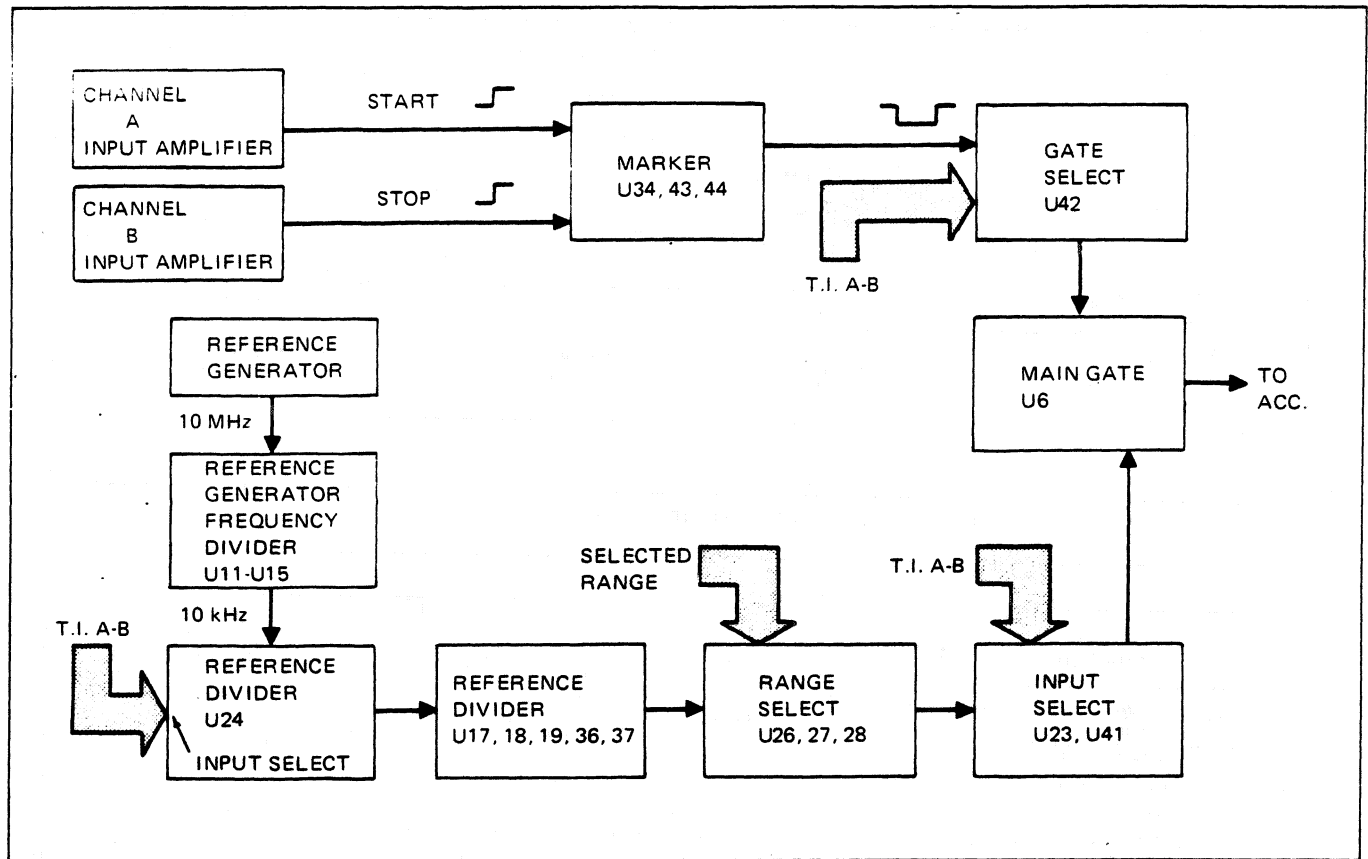 CHANNEL
A
INPUT AMPLIFIER
START
CHANNEL
B
INPUT AMPLIFIER
STOP
MARKER
U34, 43, 44
GATE
SELECT
U42
T.I. A-B
MAIN GATE
U6
TO
ACC.
REFERENCE
GENERATOR
10 MHz
REFERENCE
GENERATOR
FREQUENCY
DIVIDER
U11-U15
10 kHz
T.I. A-B
REFERENCE
DIVIDER
U24
INPUT SELECT
REFERENCE
DIVIDER
U17, 18, 19, 36, 37
SELECTED
RANGE
RANGE
SELECT
U26, 27, 28
T.I. A-B
INPUT
SELECT
U23, U41